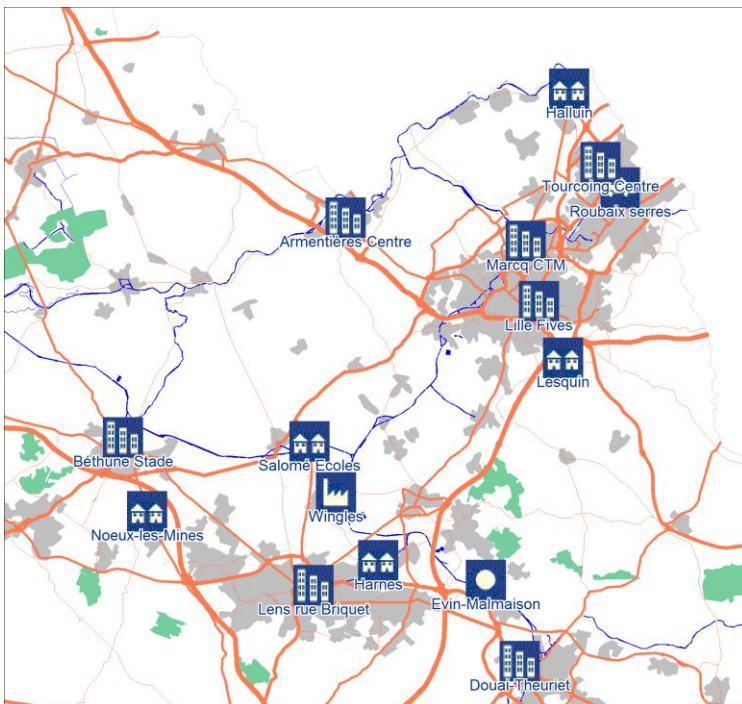 Halluin
Tourcoing Centre
Roubaix serres
Armentières Centre
Marcq CTM
Lille Fives
Lesquin
Béthune Stade
Salomé Ecoles
Wingles
Noeux-les-Mines
Harnes
Evin-Malmaison
Lens rue Briquet
Douai-Theuriet